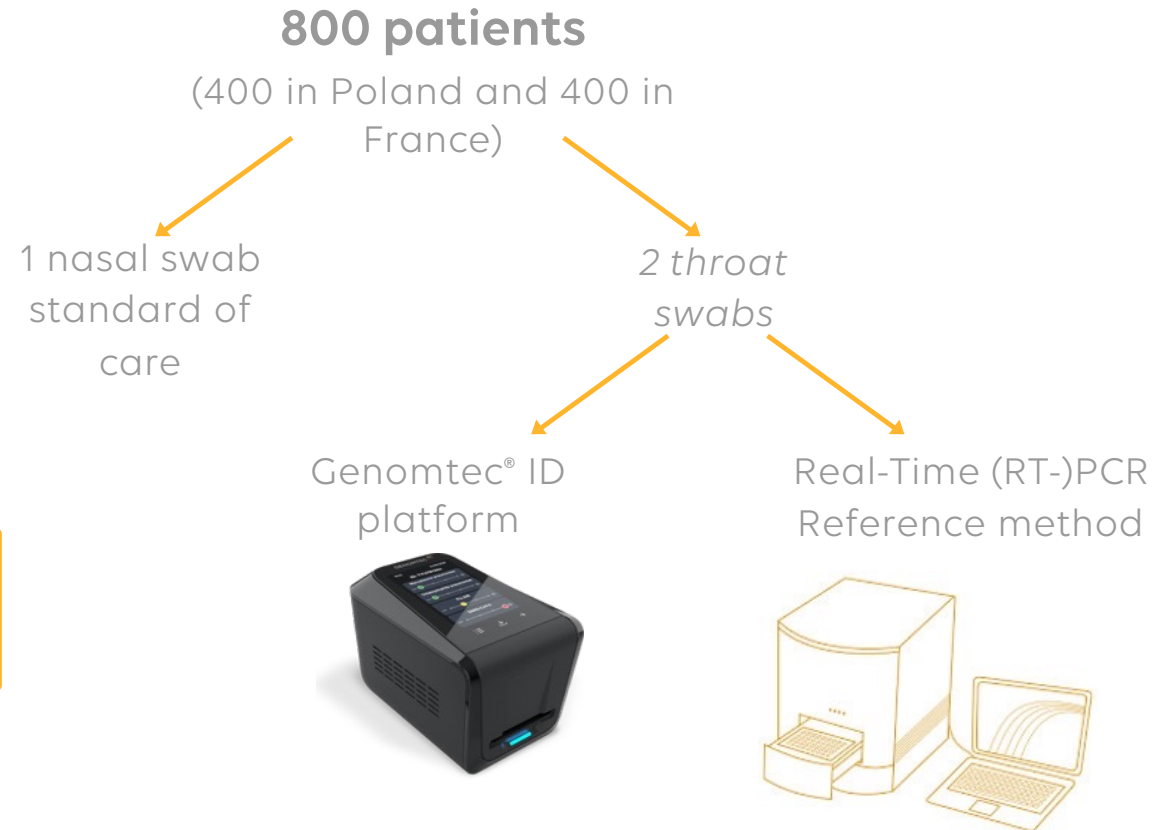 800 patients
(400 in Poland and 400 in
France)
1 nasal swab
standard of
care
2 throat
swabs
Genomtec® ID
platform
Real-Time (RT-)PCR
Reference method